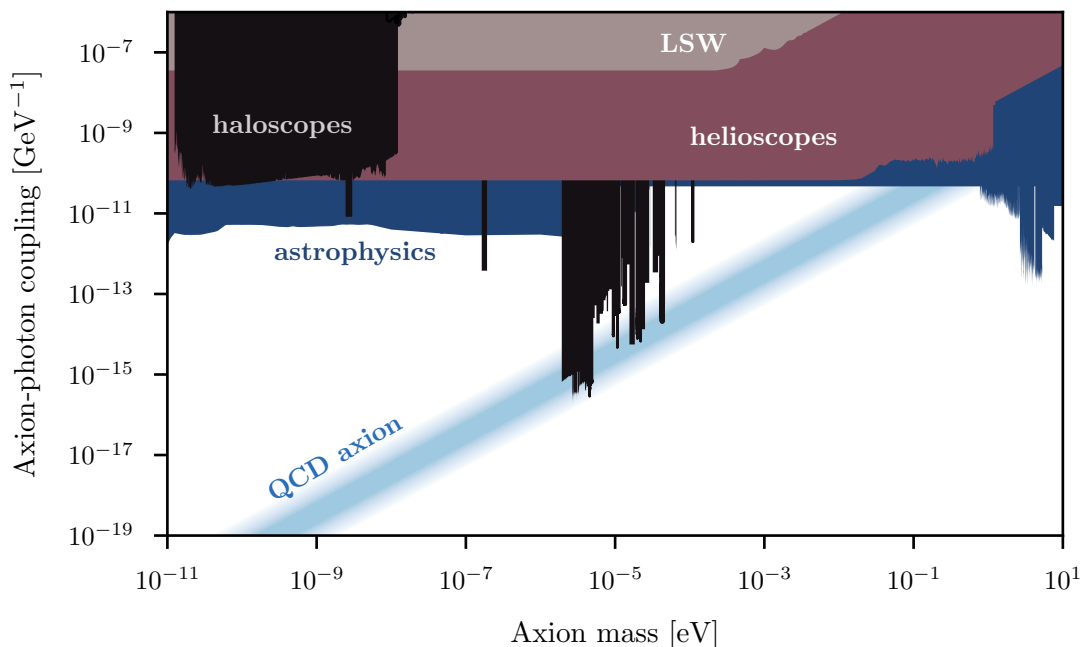 Axion-photon coupling [GeV⁻¹]
10⁻⁷
10⁻⁹
10⁻¹¹
10⁻¹³
10⁻¹⁵
10⁻¹⁷
10⁻¹⁹
LSW
haloscopes
helioscopes
astrophysics
QCD axion
10⁻¹¹ 10⁻⁹ 10⁻⁷ 10⁻⁵ 10⁻³ 10⁻¹ 10¹
Axion mass [eV]